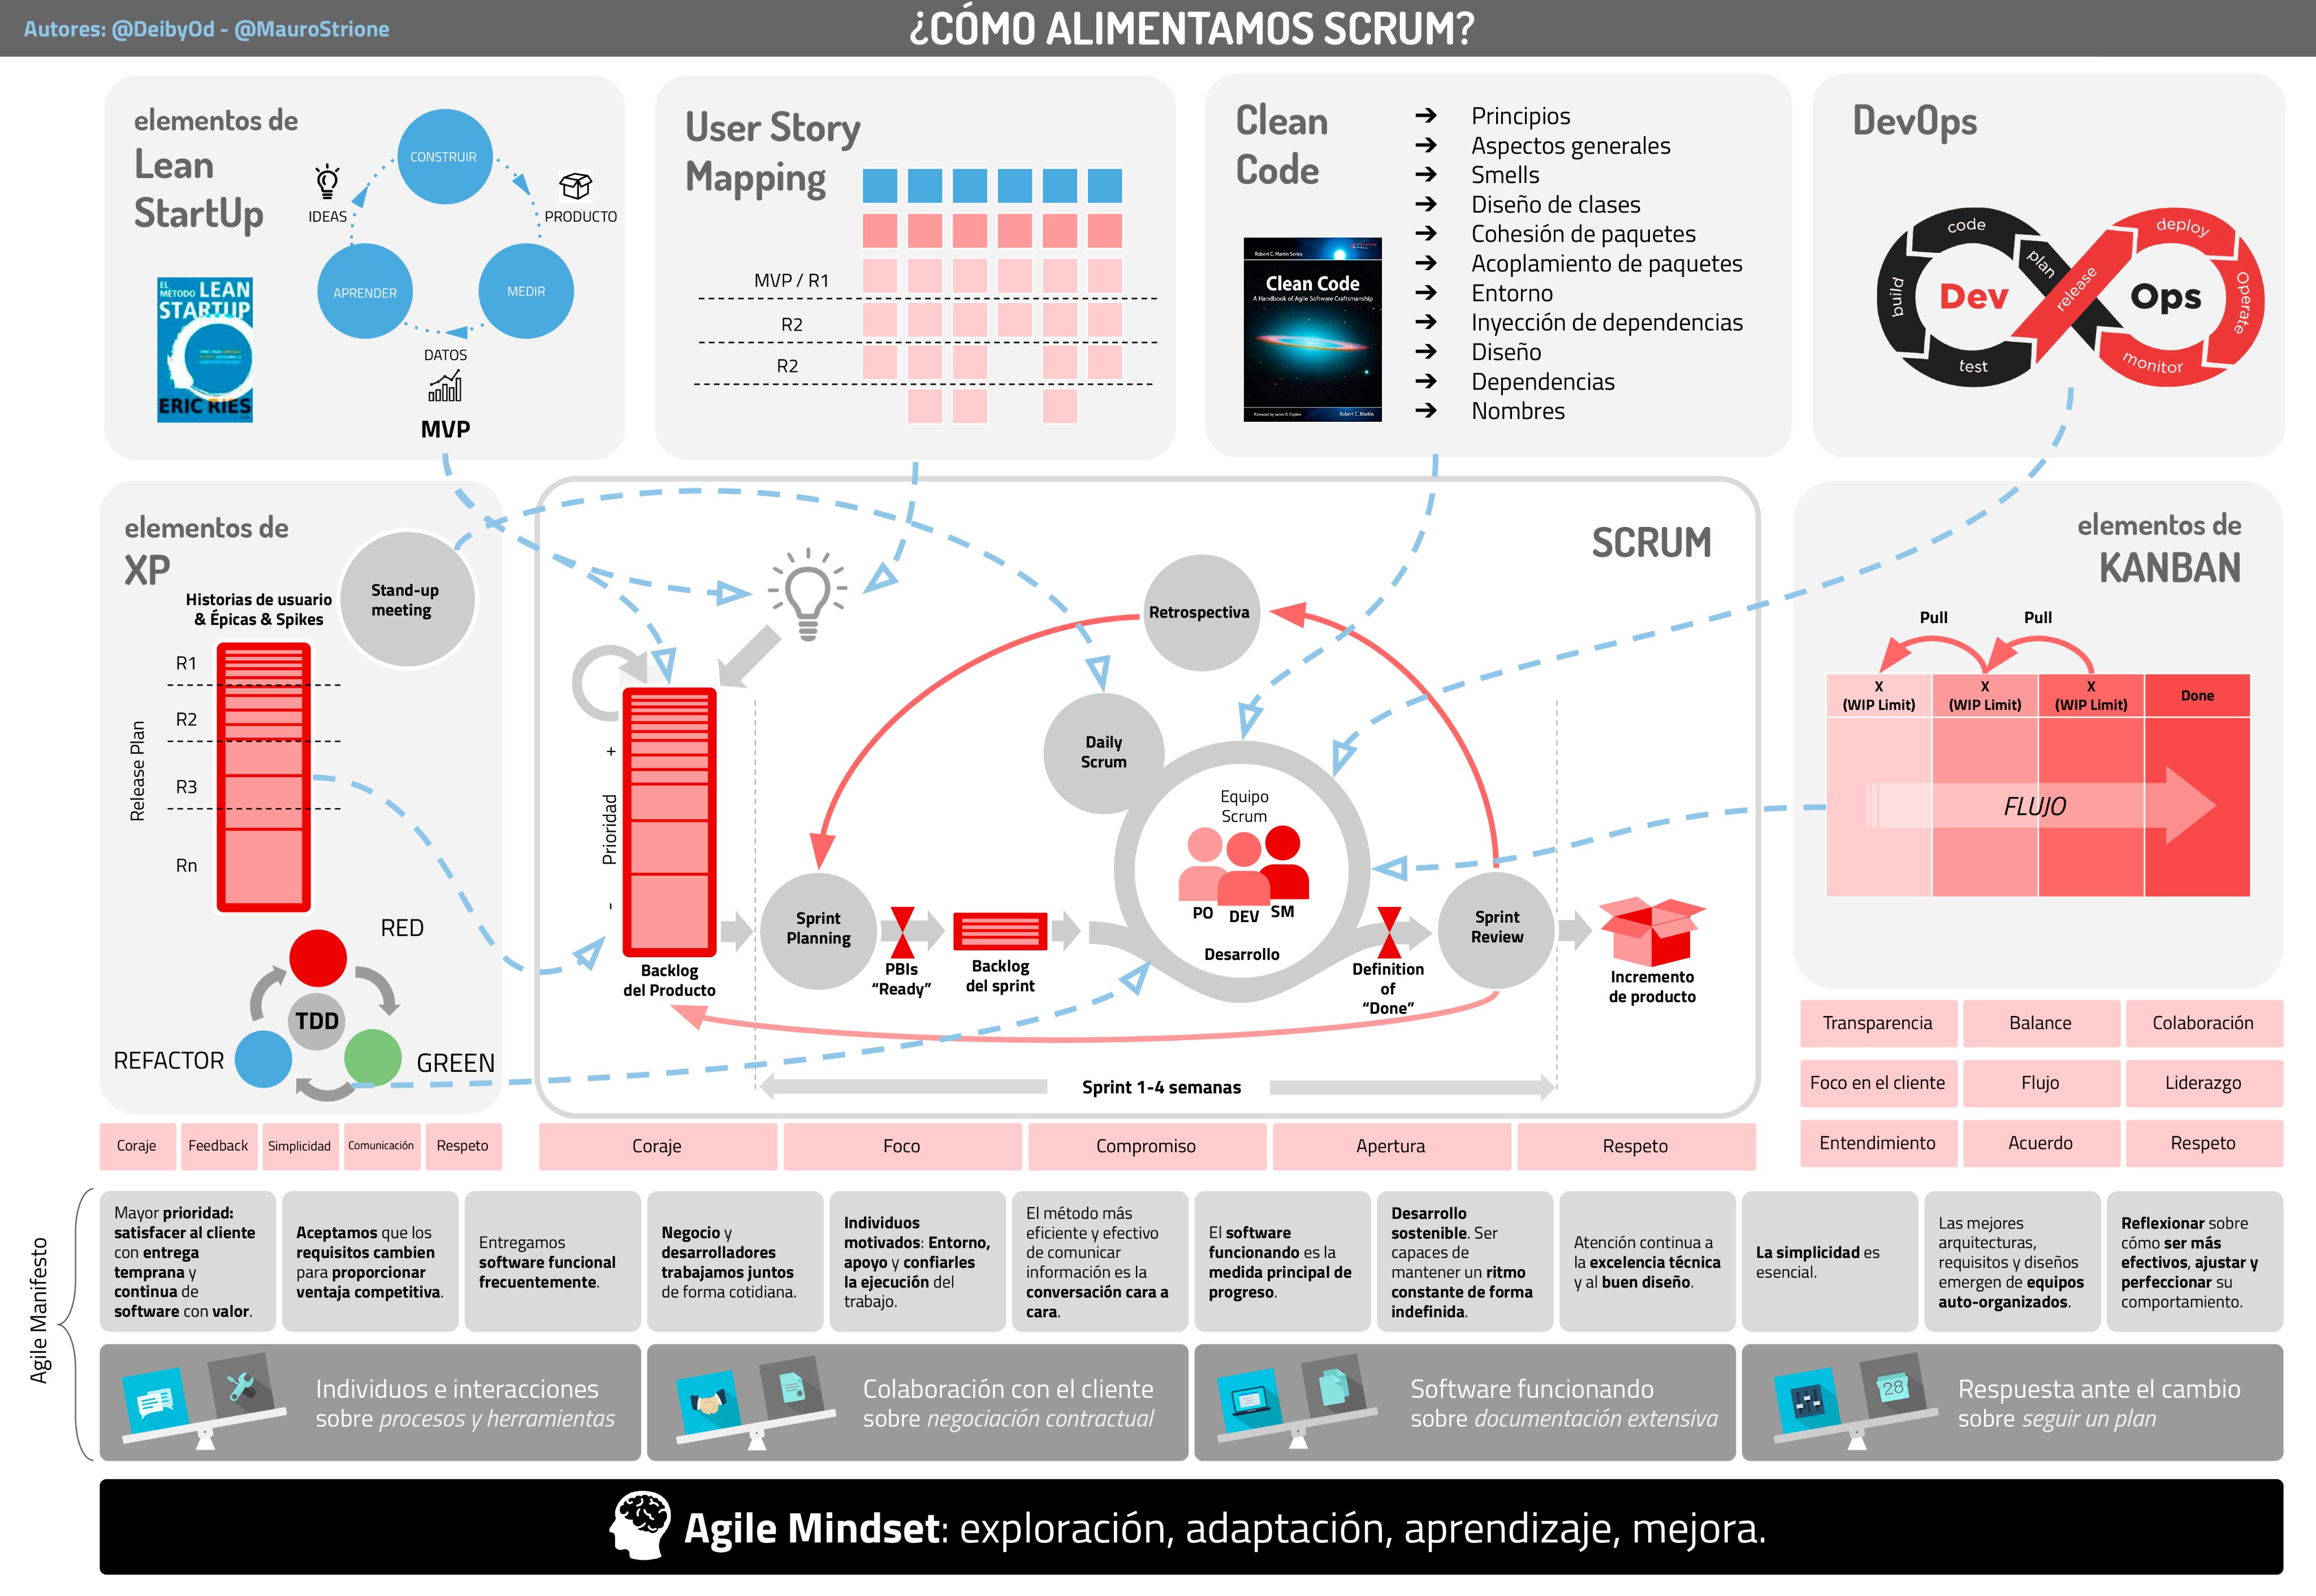 Autores: @DeibyOd - @MauroStrione
¿CÓMO ALIMENTAMOS SCRUM?
elementos de
Lean
StartUp
CONSTRUIR
IDEAS
PRODUCTO
APRENDER
MEDIR
DATOS
MVP
EL
MÉTODO LEAN
STARTUP
ERIC RIES
User Story
Mapping
MVP / R1
R2
R2
Clean
Code
Robert C. Martin Series
Clean Code
A Handbook of Agile Software Craftsmanship
Robert C. Martin
➔ Principios
➔ Aspectos generales
➔ Smells
➔ Diseño de clases
➔ Cohesión de paquetes
➔ Acoplamiento de paquetes
➔ Entorno
➔ Inyección de dependencias
➔ Diseño
➔ Dependencias
➔ Nombres
DevOps
code
plan
build
test
Dev
release
deploy
Operate
monitor
Ops
elementos de
XP
Stand-up
meeting
Historias de usuario
& Épicas & Spikes
Release Plan
R1
R2
R3
Rn
RED
TDD
REFACTOR
GREEN
SCRUM
Retrospectiva
Daily
Scrum
+
Prioridad
-
Equipo
Scrum
PO
DEV
SM
Desarrollo
Sprint
Planning
Sprint
Review
Backlog
del Producto
PBIs
“Ready”
Backlog
del sprint
Definition
of
“Done”
Incremento
de producto
Sprint 1-4 semanas
elementos de
KANBAN
Pull
Pull
X
(WIP Limit)
X
(WIP Limit)
X
(WIP Limit)
Done
FLUJO
Transparencia
Balance
Colaboración
Foco en el cliente
Flujo
Liderazgo
Entendimiento
Acuerdo
Respeto
Coraje
Feedback
Simplicidad
Comunicación
Respeto
Coraje
Foco
Compromiso
Apertura
Respeto
Agile Manifesto
Mayor prioridad:
satisfacer al cliente
con entrega
temprana y
continua de
software con valor.
Aceptamos que los
requisitos cambien
para proporcionar
ventaja competitiva.
Entregamos
software funcional
frecuentemente.
Negocio y
desarrolladores
trabajamos juntos
de forma cotidiana.
Individuos
motivados: Entorno,
apoyo y confiarles
la ejecución del
trabajo.
El método más
eficiente y efectivo
de comunicar
información es la
conversación cara a
cara.
El software
funcionando es la
medida principal de
progreso.
Desarrollo
sostenible. Ser
capaces de
mantener un ritmo
constante de forma
indefinida.
Atención continua a
la excelencia técnica
y al buen diseño.
La simplicidad es
esencial.
Las mejores
arquitecturas,
requisitos y diseños
emergen de equipos
auto-organizados.
Reflexionar sobre
cómo ser más
efectivos, ajustar y
perfeccionar su
comportamiento.
Individuos e interacciones
sobre procesos y herramientas
Colaboración con el cliente
sobre negociación contractual
Software funcionando
sobre documentación extensiva
28
Respuesta ante el cambio
sobre seguir un plan
Agile Mindset: exploración, adaptación, aprendizaje, mejora.